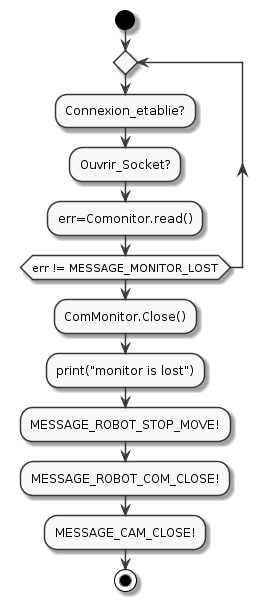 Connexion_etablie?
Ouvrir_Socket?
err=Comonitor.read()
err != MESSAGE_MONITOR_LOST
ComMonitor.Close()
print("monitor is lost")
MESSAGE_ROBOT_STOP_MOVE!
MESSAGE_ROBOT_COM_CLOSE!
MESSAGE_CAM_CLOSE!